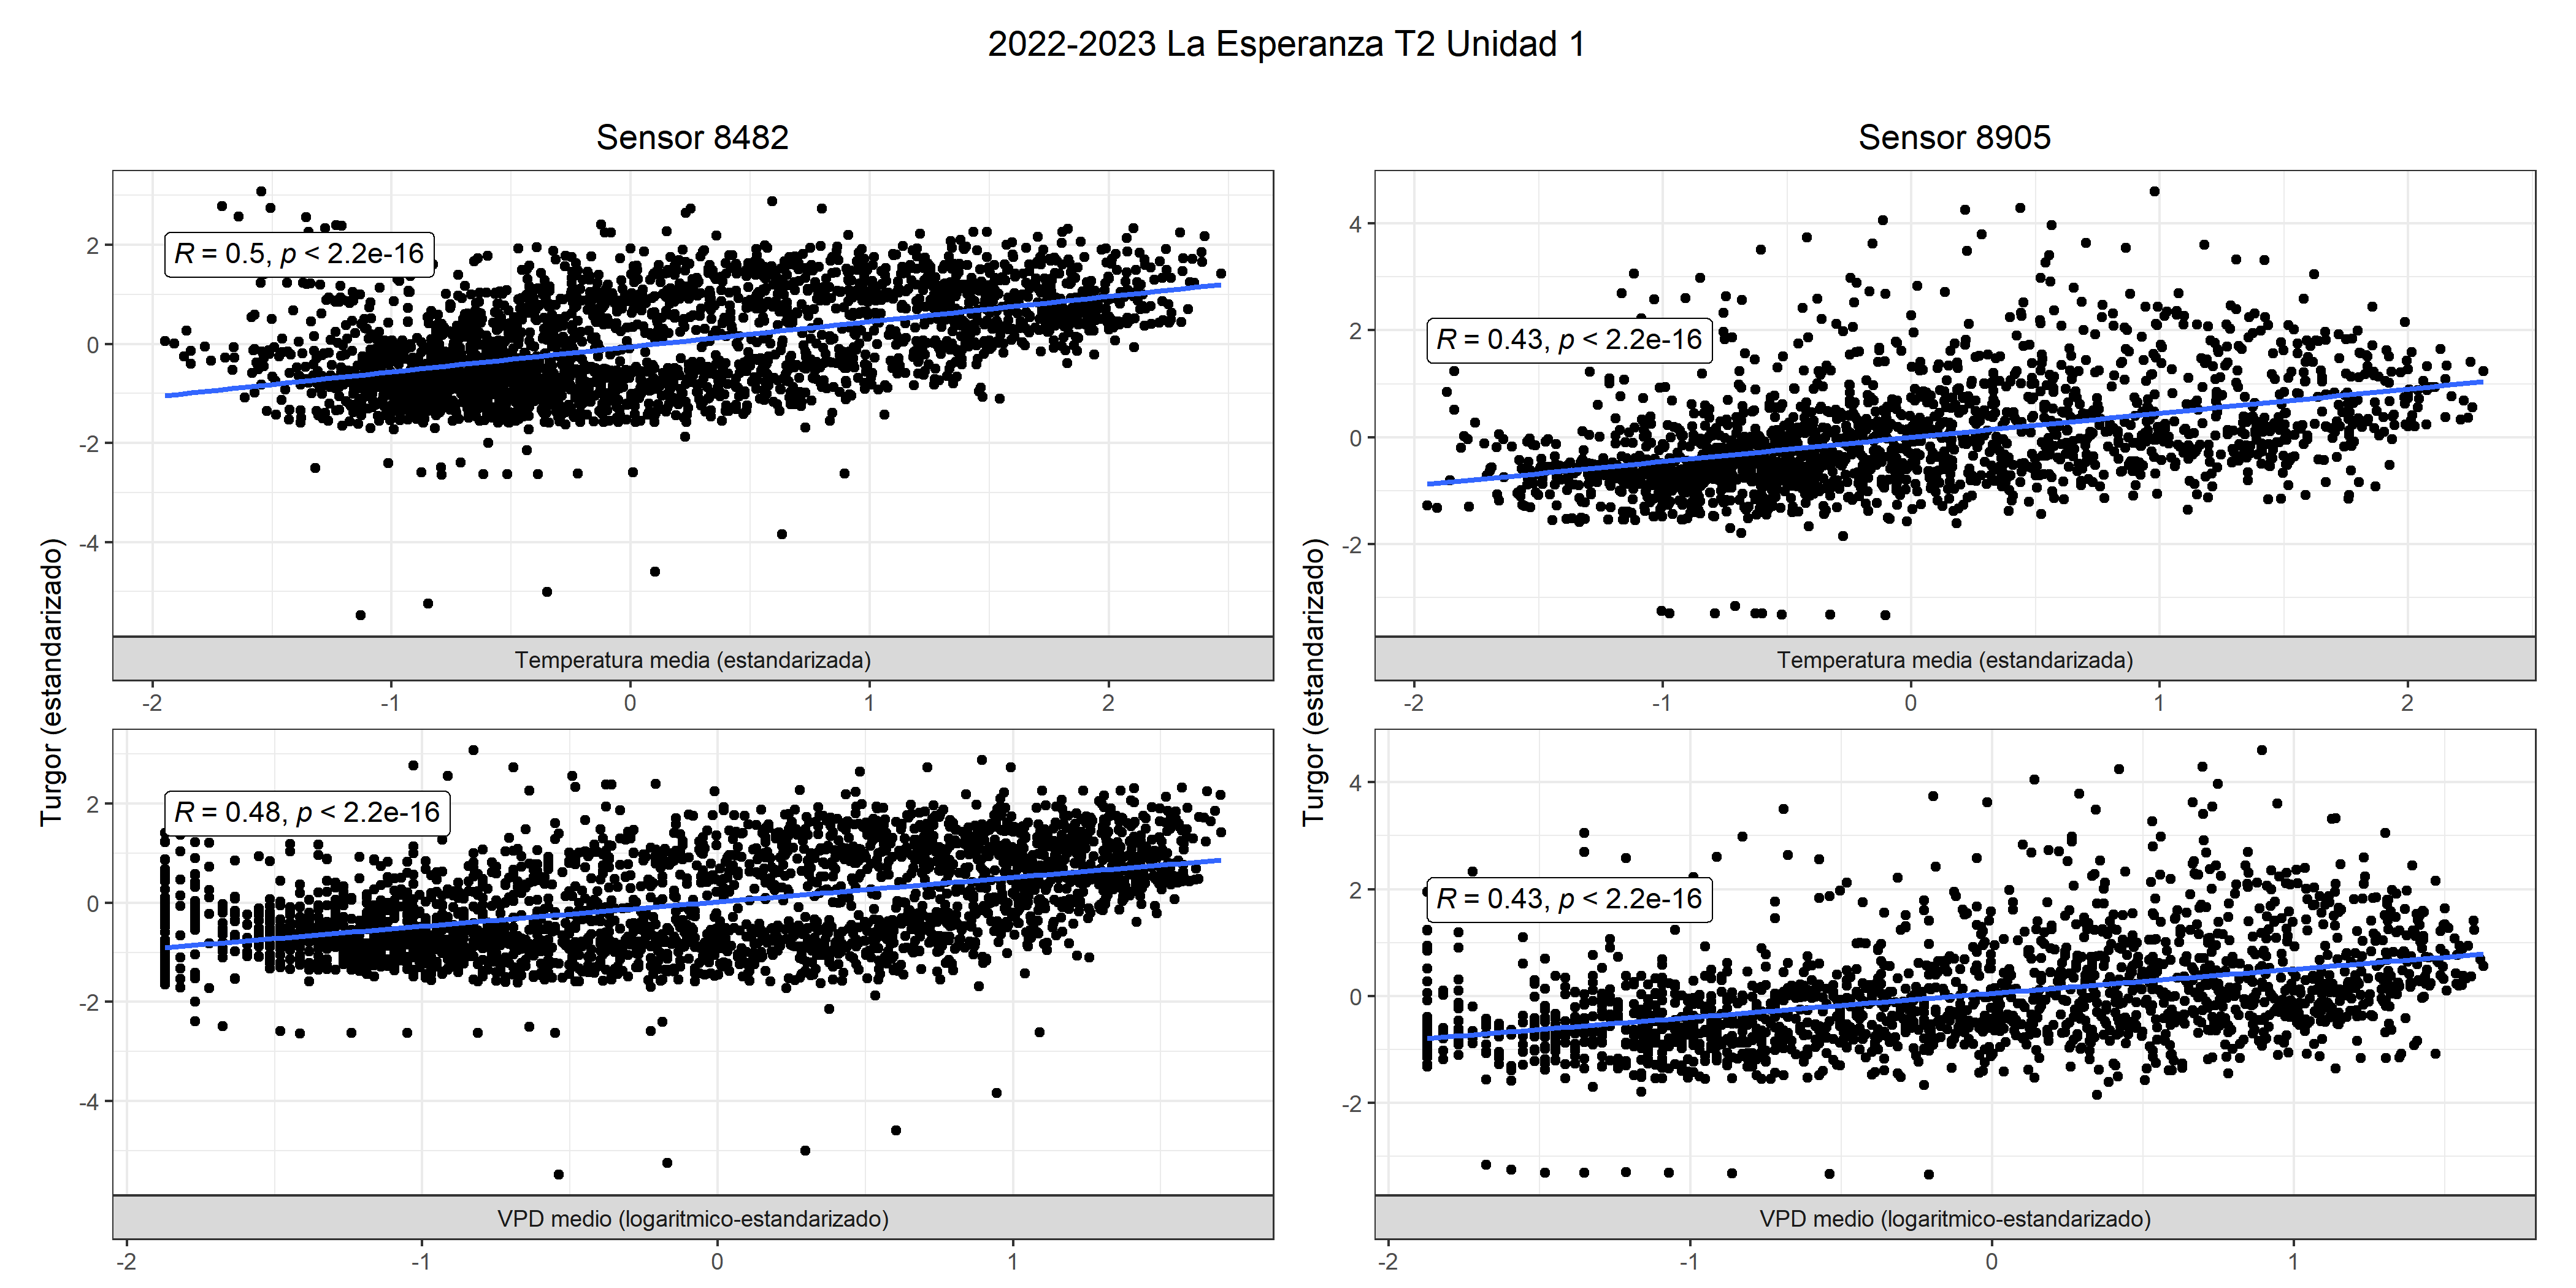 2022-2023 La Esperanza T2 Unidad 1
Sensor 8482
Sensor 8905
Turgor (estandarizado)
2
0
-2
-4
R = 0.5, p < 2.2e-16
Temperatura media (estandarizada)
-2 -1 0 1 2
2
0
-2
-4
R = 0.48, p < 2.2e-16
VPD medio (logaritmico-estandarizado)
-2 -1 0 1
Turgor (estandarizado)
4
2
0
-2
R = 0.43, p < 2.2e-16
Temperatura media (estandarizada)
-2 -1 0 1 2
4
2
0
-2
R = 0.43, p < 2.2e-16
VPD medio (logaritmico-estandarizado)
-2 -1 0 1